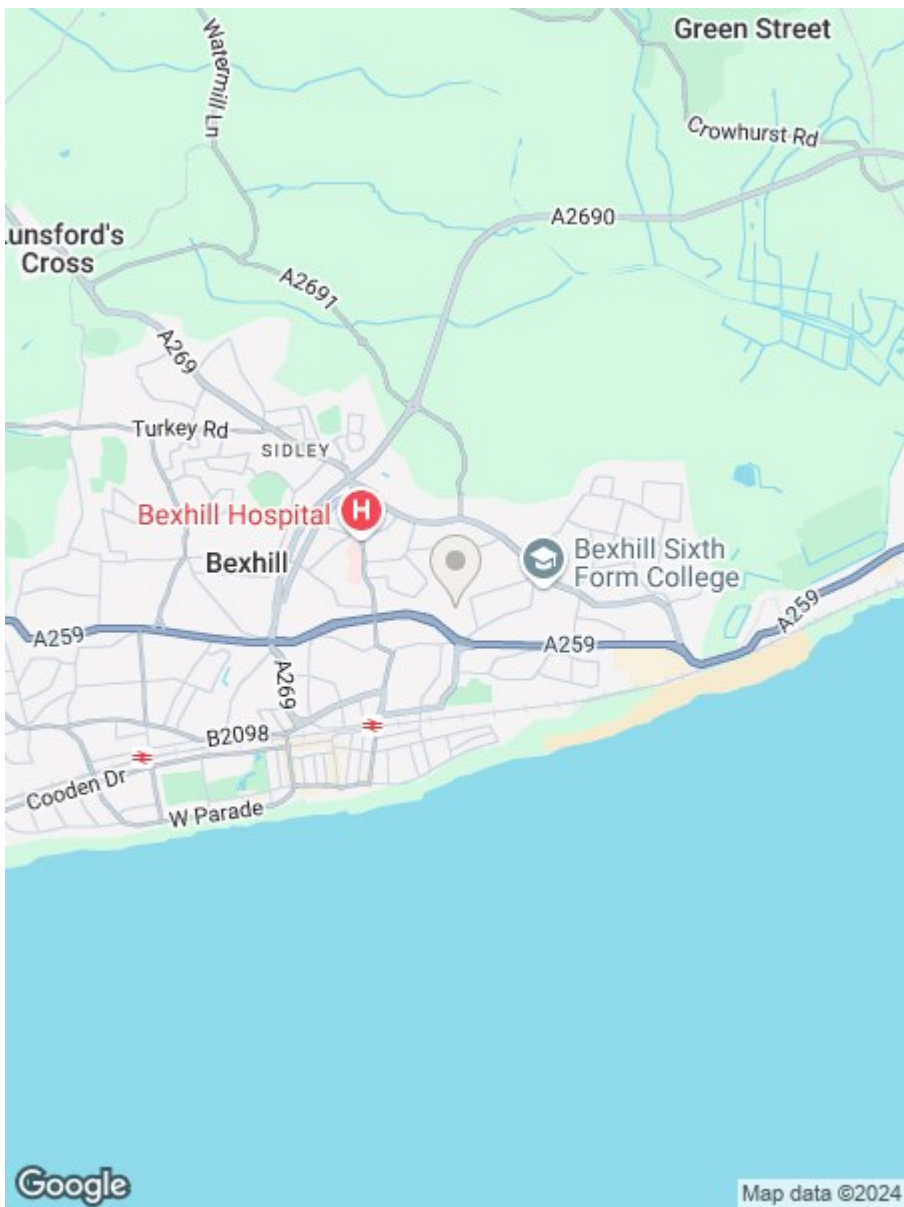 Green Street
Watermill Ln
Crowhurst Rd
A2690
Lunsford's
Cross
A2691
A269
Turkey Rd
SIDLEY
Bexhill Hospital
H
Bexhill
Bexhill Sixth
Form College
A259
A259
A259
A269
B2098
Cooden Dr
W Parade
Google
Map data ©2024